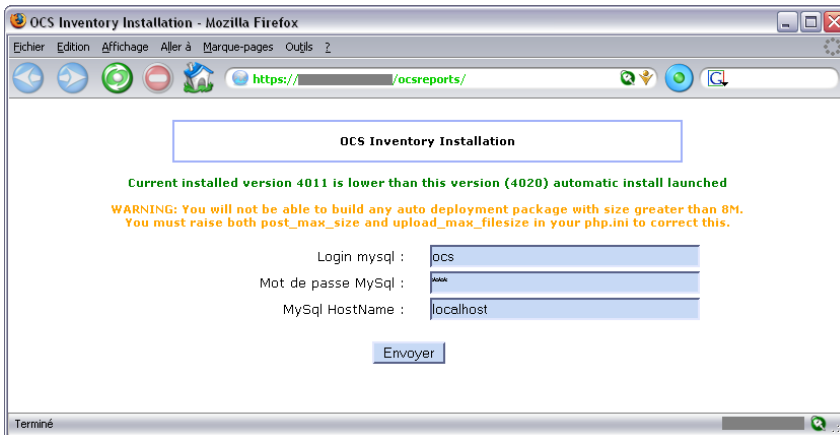 OCS Inventory Installation - Mozilla Firefox
Fichier Edition Affichage Aller à Marque-pages Outils ?
https:// /ocsreports/
G
OCS Inventory Installation
Current installed version 4011 is lower than this version (4020) automatic install launched
WARNING: You will not be able to build any auto deployment package with size greater than 8M.
You must raise both post_max_size and upload_max_filesize in your php.ini to correct this.
Login mysql : ocs
Mot de passe MySql : ***
MySql HostName : localhost
Envoyer
Terminé